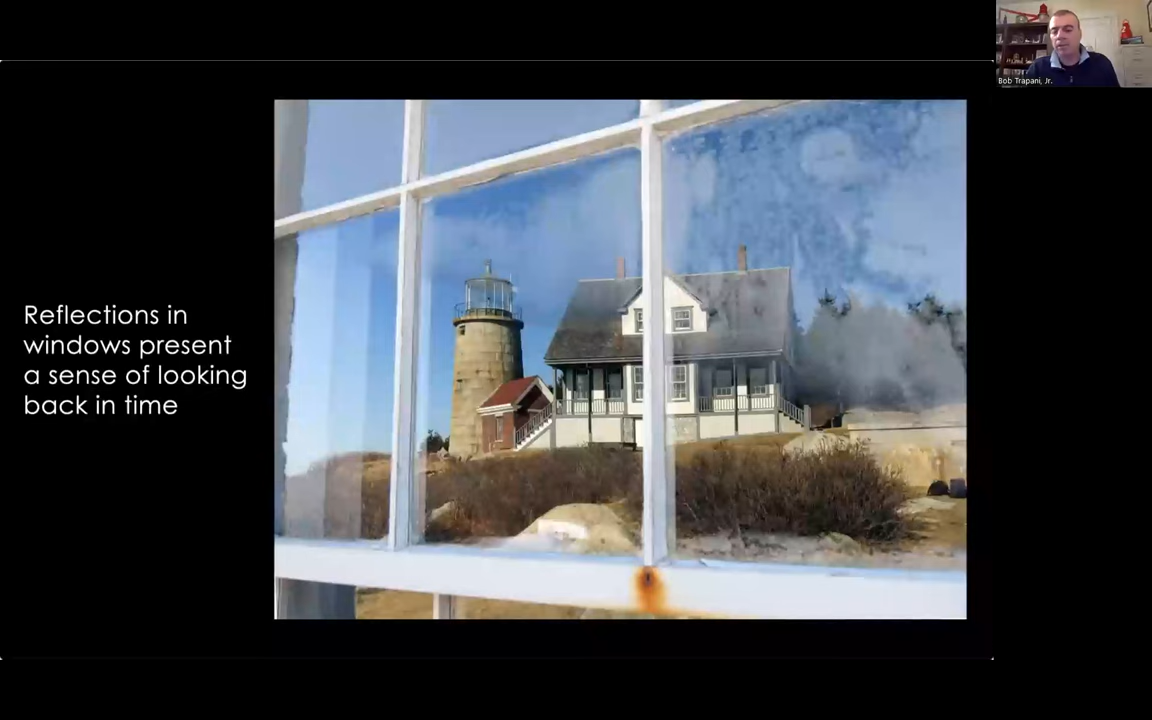 Bob Trapani, Jr.
Reflections in
windows present
a sense of looking
back in time